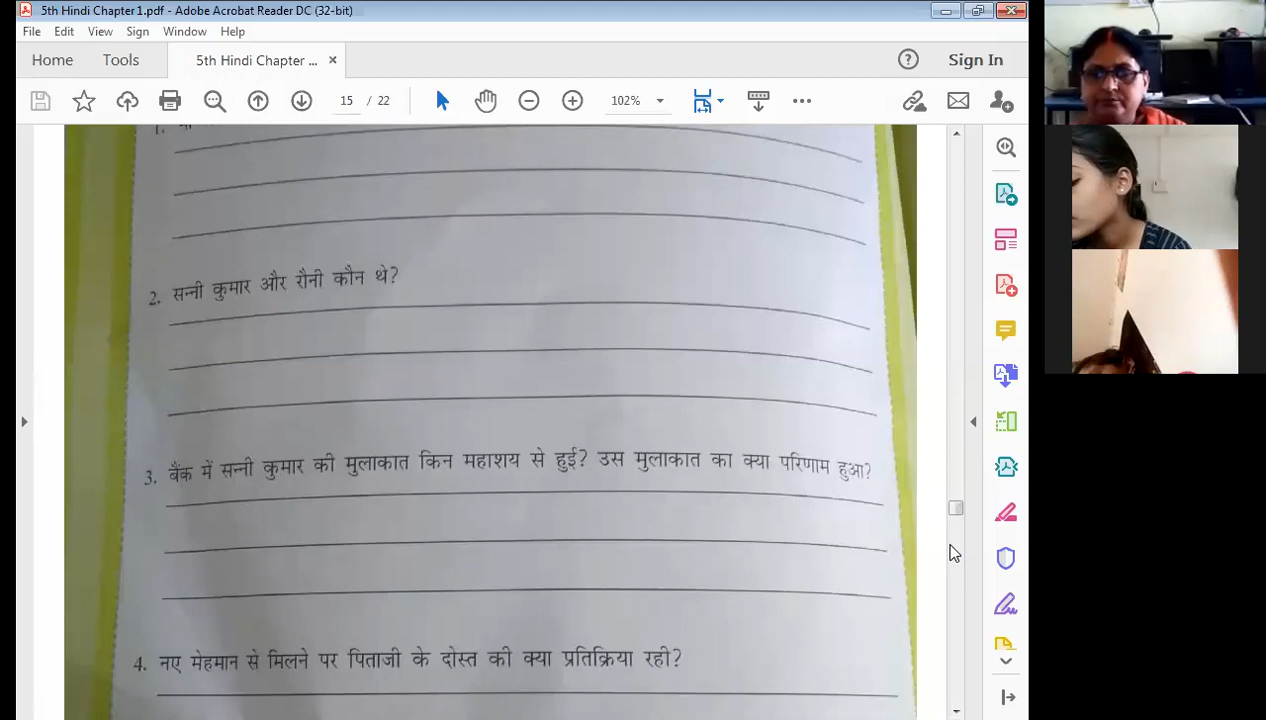 5th Hindi Chapter 1.pdf - Adobe Acrobat Reader DC (32-bit)
File Edit View Sign Window Help
Home Tools 5th Hindi Chapter ... × Sign In
15 / 22 102%
1.
2. सन्नी कुमार और रौनी कौन थे?
3. बैंक में सन्नी कुमार की मुलाकात किन महाशय से हुई? उस मुलाकात का क्या परिणाम हुआ?
4. नए मेहमान से मिलने पर पिताजी के दोस्त की क्या प्रतिक्रिया रही?